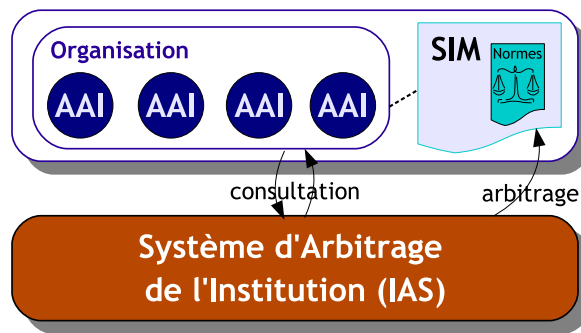 Organisation
AAI AAI AAI AAI
SIM
Normes
consultation
arbitrage
Système d'Arbitrage
de l'Institution (IAS)